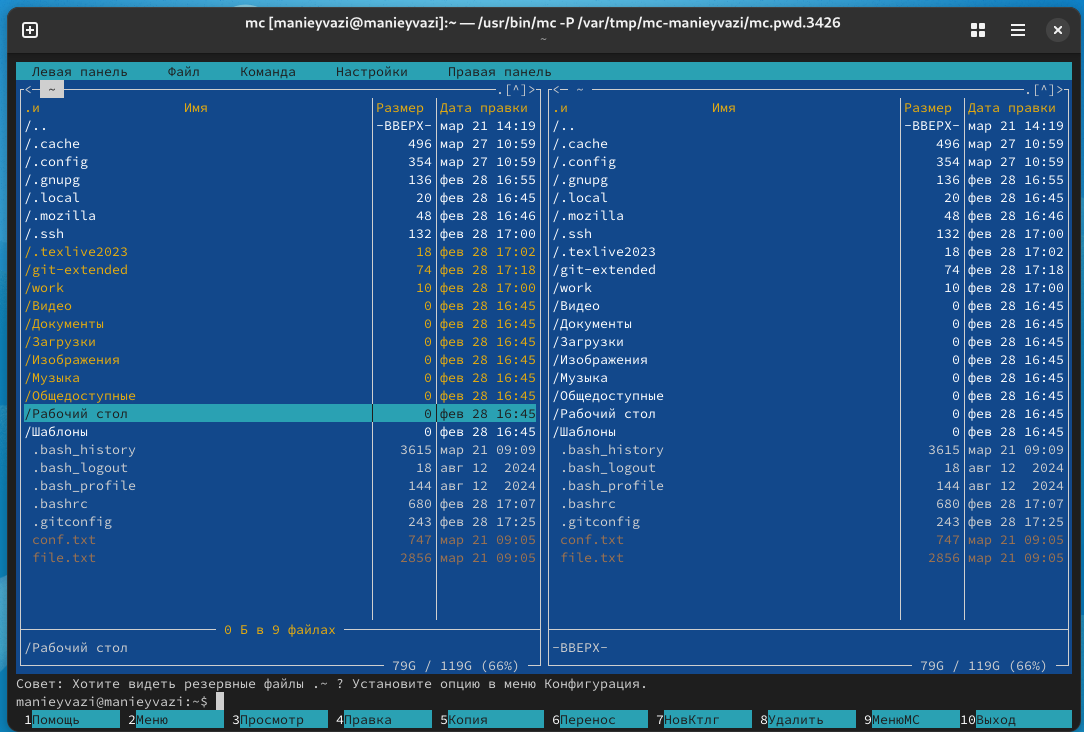 mc [manieyvazi@manieyvazi]:~ — /usr/bin/mc -P /var/tmp/mc-manieyvazi/mc.pwd.3426
~
Левая панель Файл Команда Настройки Правая панель
<─ ~ .[^]> <─ ~ .[^]>
.и Имя Размер Дата правки .и Имя Размер Дата правки
/.. -ВВЕРХ- мар 21 14:19 /.. -ВВЕРХ- мар 21 14:19
/.cache 496 мар 27 10:59 /.cache 496 мар 27 10:59
/.config 354 мар 27 10:59 /.config 354 мар 27 10:59
/.gnupg 136 фев 28 16:55 /.gnupg 136 фев 28 16:55
/.local 20 фев 28 16:45 /.local 20 фев 28 16:45
/.mozilla 48 фев 28 16:46 /.mozilla 48 фев 28 16:46
/.ssh 132 фев 28 17:00 /.ssh 132 фев 28 17:00
/.texlive2023 18 фев 28 17:02 /.texlive2023 18 фев 28 17:02
/git-extended 74 фев 28 17:18 /git-extended 74 фев 28 17:18
/work 10 фев 28 17:00 /work 10 фев 28 17:00
/Видео 0 фев 28 16:45 /Видео 0 фев 28 16:45
/Документы 0 фев 28 16:45 /Документы 0 фев 28 16:45
/Загрузки 0 фев 28 16:45 /Загрузки 0 фев 28 16:45
/Изображения 0 фев 28 16:45 /Изображения 0 фев 28 16:45
/Музыка 0 фев 28 16:45 /Музыка 0 фев 28 16:45
/Общедоступные 0 фев 28 16:45 /Общедоступные 0 фев 28 16:45
/Рабочий стол 0 фев 28 16:45 /Рабочий стол 0 фев 28 16:45
/Шаблоны 0 фев 28 16:45 /Шаблоны 0 фев 28 16:45
.bash_history 3615 мар 21 09:09 .bash_history 3615 мар 21 09:09
.bash_logout 18 авг 12 2024 .bash_logout 18 авг 12 2024
.bash_profile 144 авг 12 2024 .bash_profile 144 авг 12 2024
.bashrc 680 фев 28 17:07 .bashrc 680 фев 28 17:07
.gitconfig 243 фев 28 17:25 .gitconfig 243 фев 28 17:25
conf.txt 747 мар 21 09:05 conf.txt 747 мар 21 09:05
file.txt 2856 мар 21 09:05 file.txt 2856 мар 21 09:05
0 Б в 9 файлах
/Рабочий стол -ВВЕРХ-
79G / 119G (66%) 79G / 119G (66%)
Совет: Хотите видеть резервные файлы .~ ? Установите опцию в меню Конфигурация.
manieyvazi@manieyvazi:~$
1Помощь 2Меню 3Просмотр 4Правка 5Копия 6Перенос 7НовКтлг 8Удалить 9МенюМС 10Выход